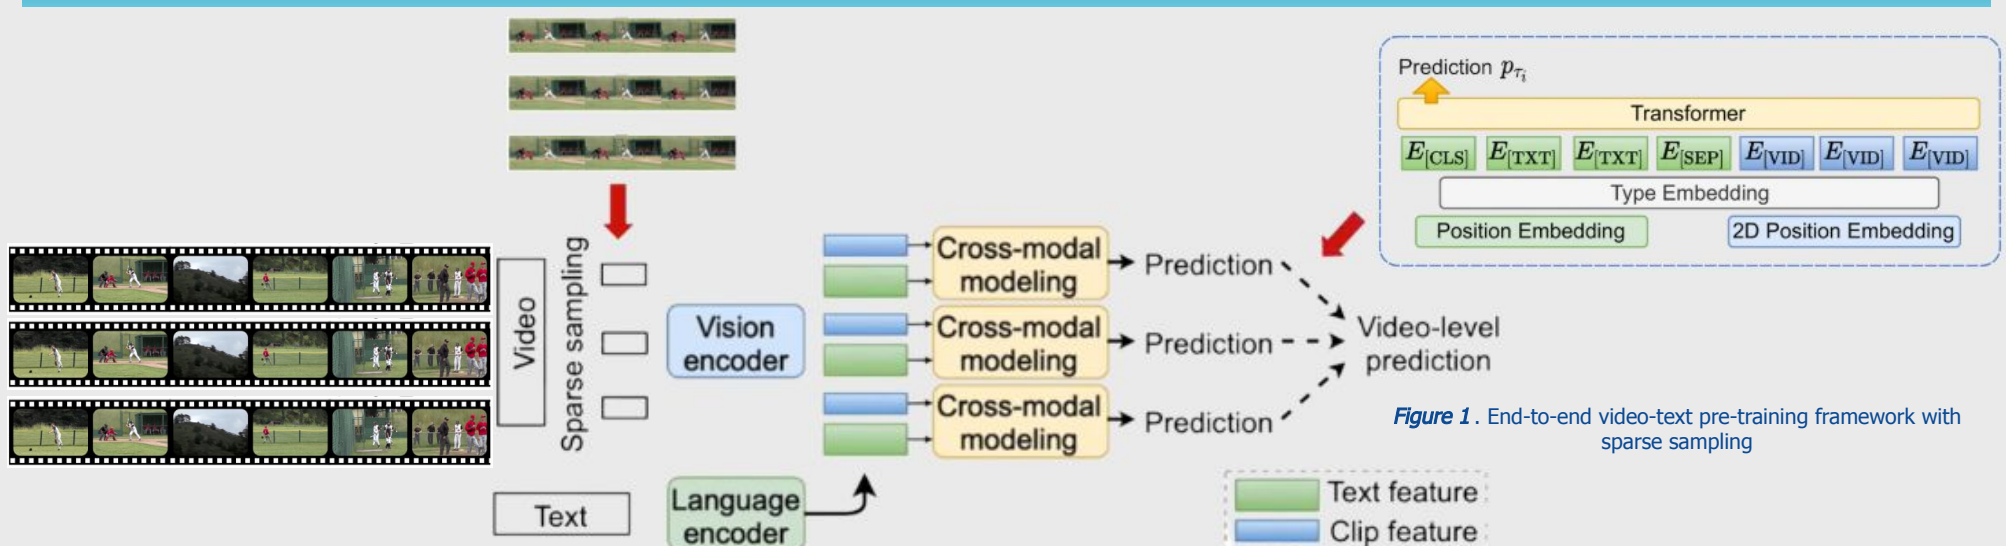 Prediction p_{τ_i}
Transformer
E[CLS] E[TXT] E[TXT] E[SEP] E[VID] E[VID] E[VID]
Type Embedding
Position Embedding
2D Position Embedding
Video
Sparse sampling
Vision
encoder
Cross-modal
modeling
Prediction
Cross-modal
modeling
Prediction
Cross-modal
modeling
Prediction
Video-level
prediction
Figure 1. End-to-end video-text pre-training framework with
sparse sampling
Text
Language
encoder
Text feature
Clip feature